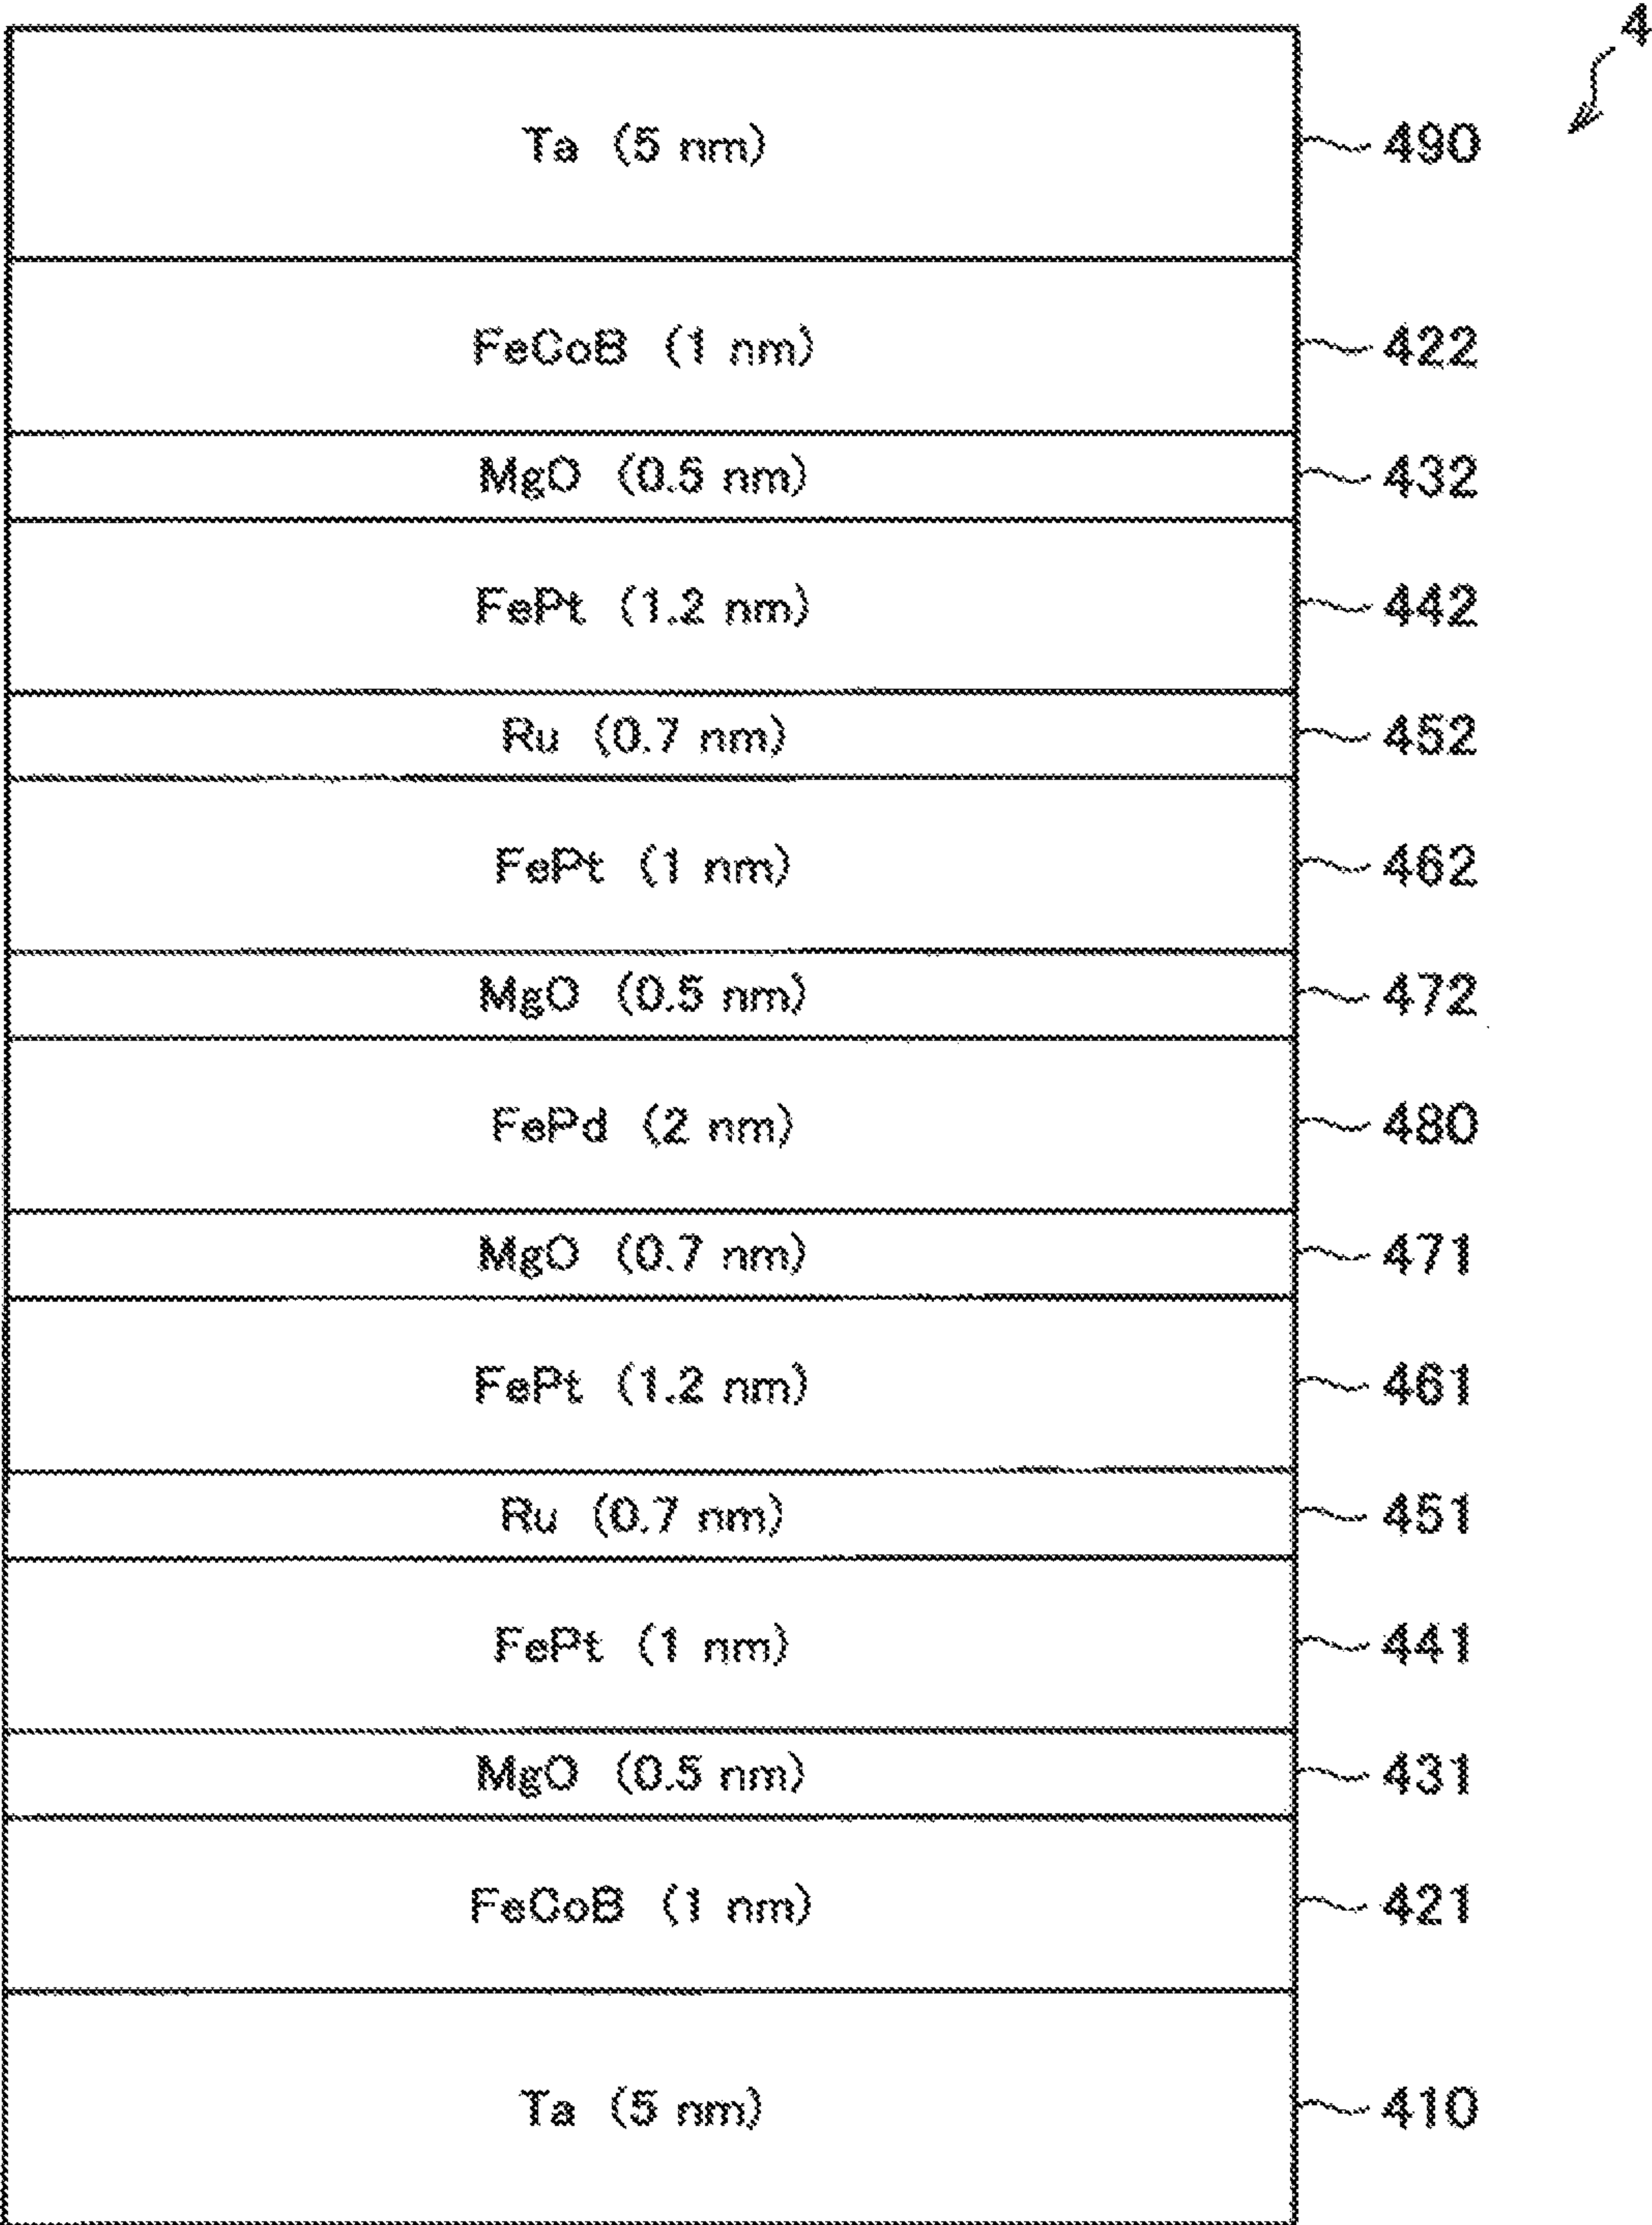 4
Ta (5 nm) 490
FeCoB (1 nm) 422
MgO (0.5 nm) 432
FePt (1.2 nm) 442
Ru (0.7 nm) 452
FePt (1 nm) 462
MgO (0.5 nm) 472
FePd (2 nm) 480
MgO (0.7 nm) 471
FePt (1.2 nm) 461
Ru (0.7 nm) 451
FePt (1 nm) 441
MgO (0.5 nm) 431
FeCoB (1 nm) 421
Ta (5 nm) 410